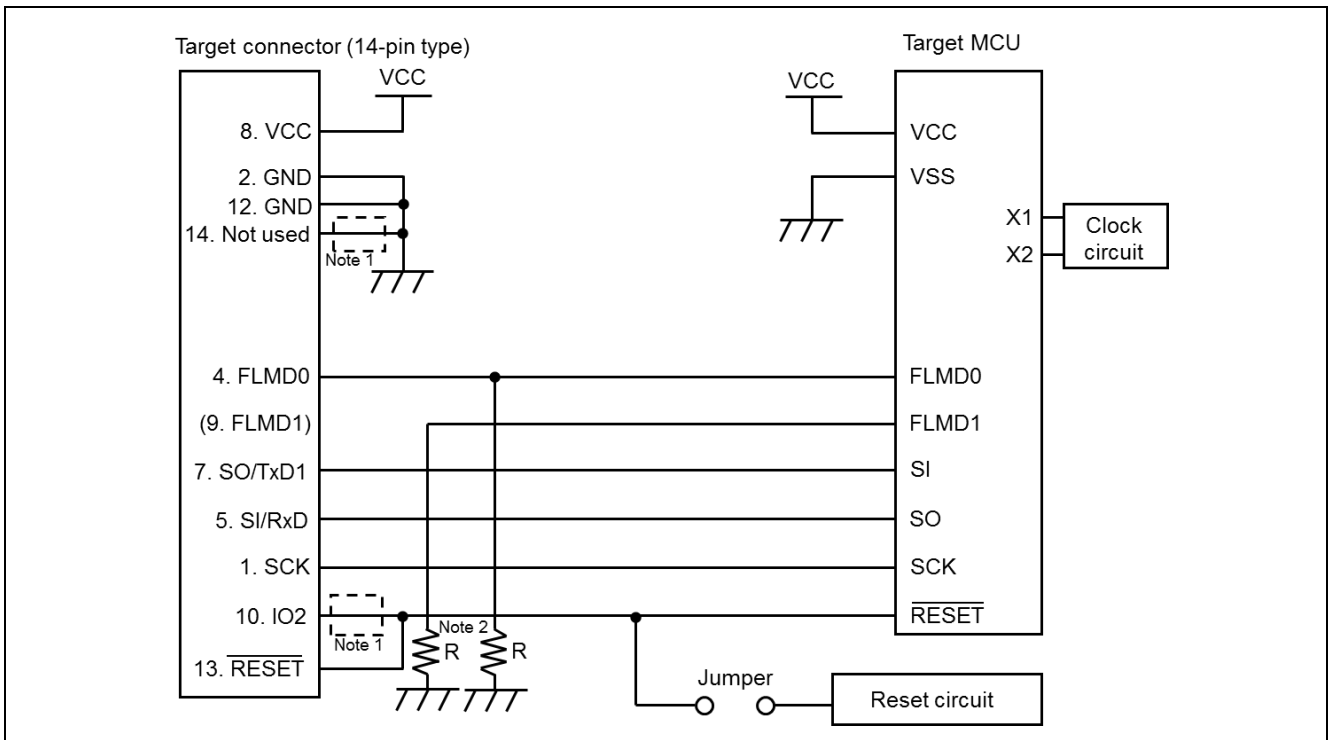 Target connector (14-pin type)
VCC
8. VCC
2. GND
12. GND
14. Not used
Note 1
4. FLMD0
(9. FLMD1)
7. SO/TxD1
5. SI/RxD
1. SCK
10. IO2
Note 1
13. RESET
Note 2
R
R
Target MCU
VCC
VCC
VSS
X1
X2
Clock
circuit
FLMD0
FLMD1
SI
SO
SCK
RESET
Jumper
Reset circuit